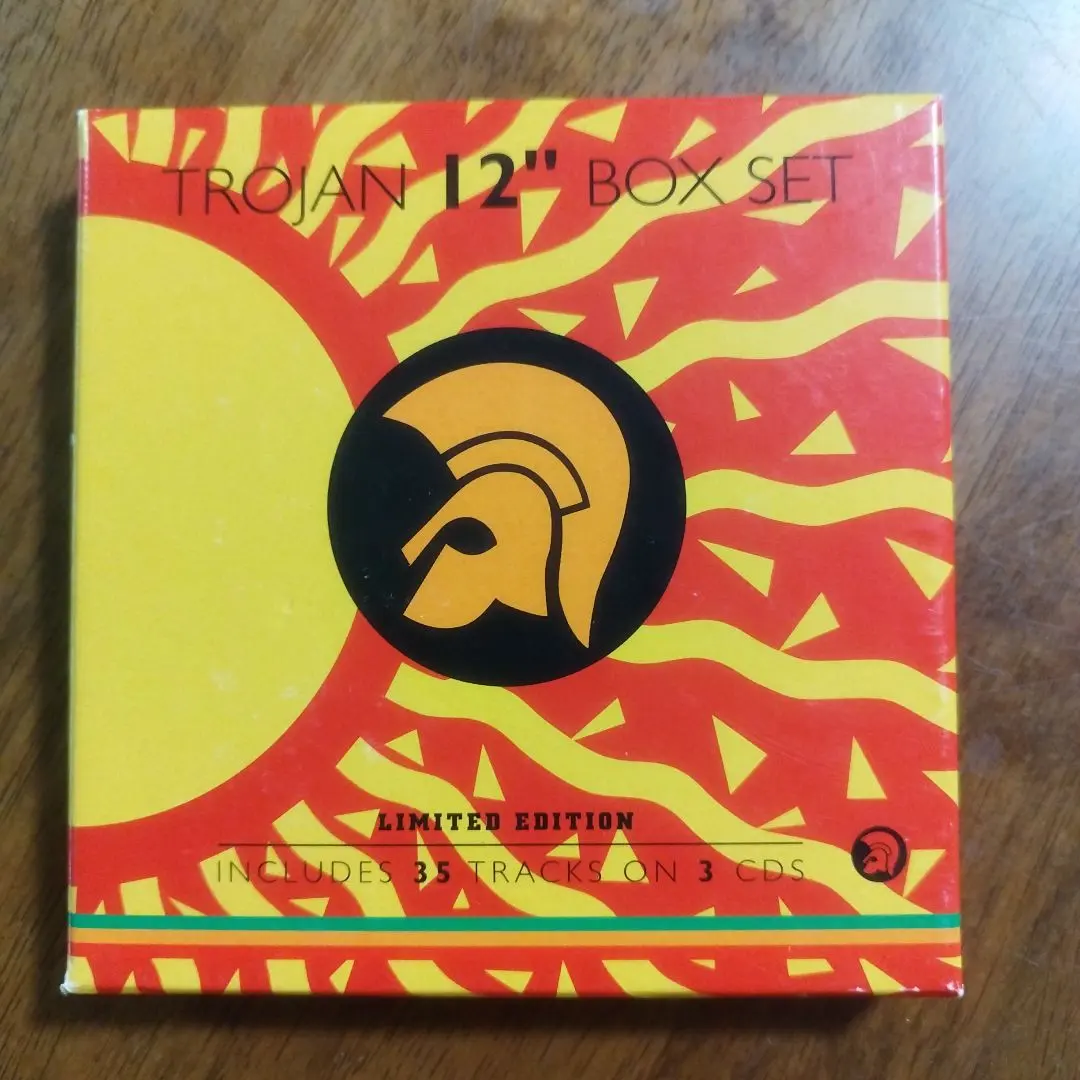 TROJAN 12" BOX SET
LIMITED EDITION
INCLUDES 35 TRACKS ON 3 CDS